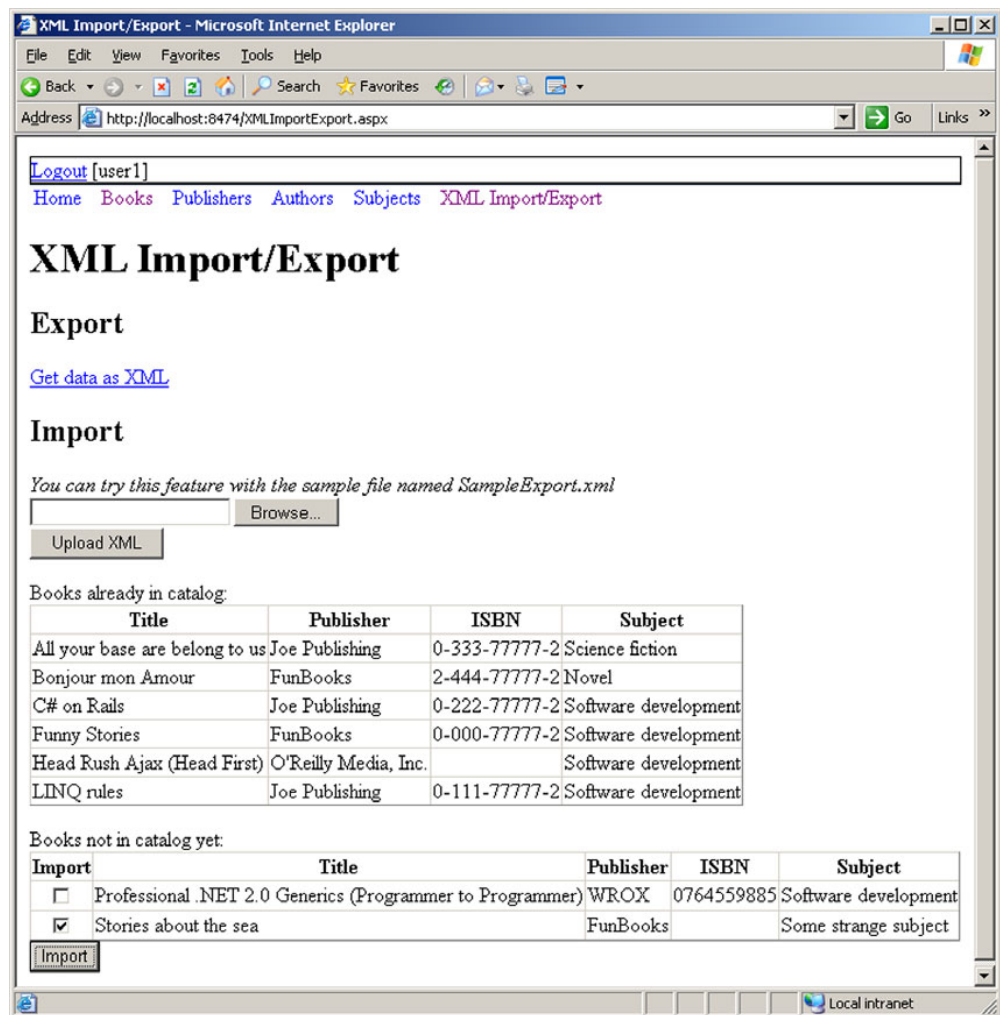 XML Import/Export - Microsoft Internet Explorer
File Edit View Favorites Tools Help
Back Search Favorites
Address http://localhost:8474/XMLImportExport.aspx Go Links »
Logout [user1]
Home Books Publishers Authors Subjects XML Import/Export
XML Import/Export
Export
Get data as XML
Import
You can try this feature with the sample file named SampleExport.xml
Browse...
Upload XML
Books already in catalog:
Title Publisher ISBN Subject
All your base are belong to us Joe Publishing 0-333-77777-2 Science fiction
Bonjour mon Amour FunBooks 2-444-77777-2 Novel
C# on Rails Joe Publishing 0-222-77777-2 Software development
Funny Stories FunBooks 0-000-77777-2 Software development
Head Rush Ajax (Head First) O'Reilly Media, Inc. Software development
LINQ rules Joe Publishing 0-111-77777-2 Software development
Books not in catalog yet:
Import Title Publisher ISBN Subject
Professional .NET 2.0 Generics (Programmer to Programmer) WROX 0764559885 Software development
Stories about the sea FunBooks Some strange subject
Import
Local intranet